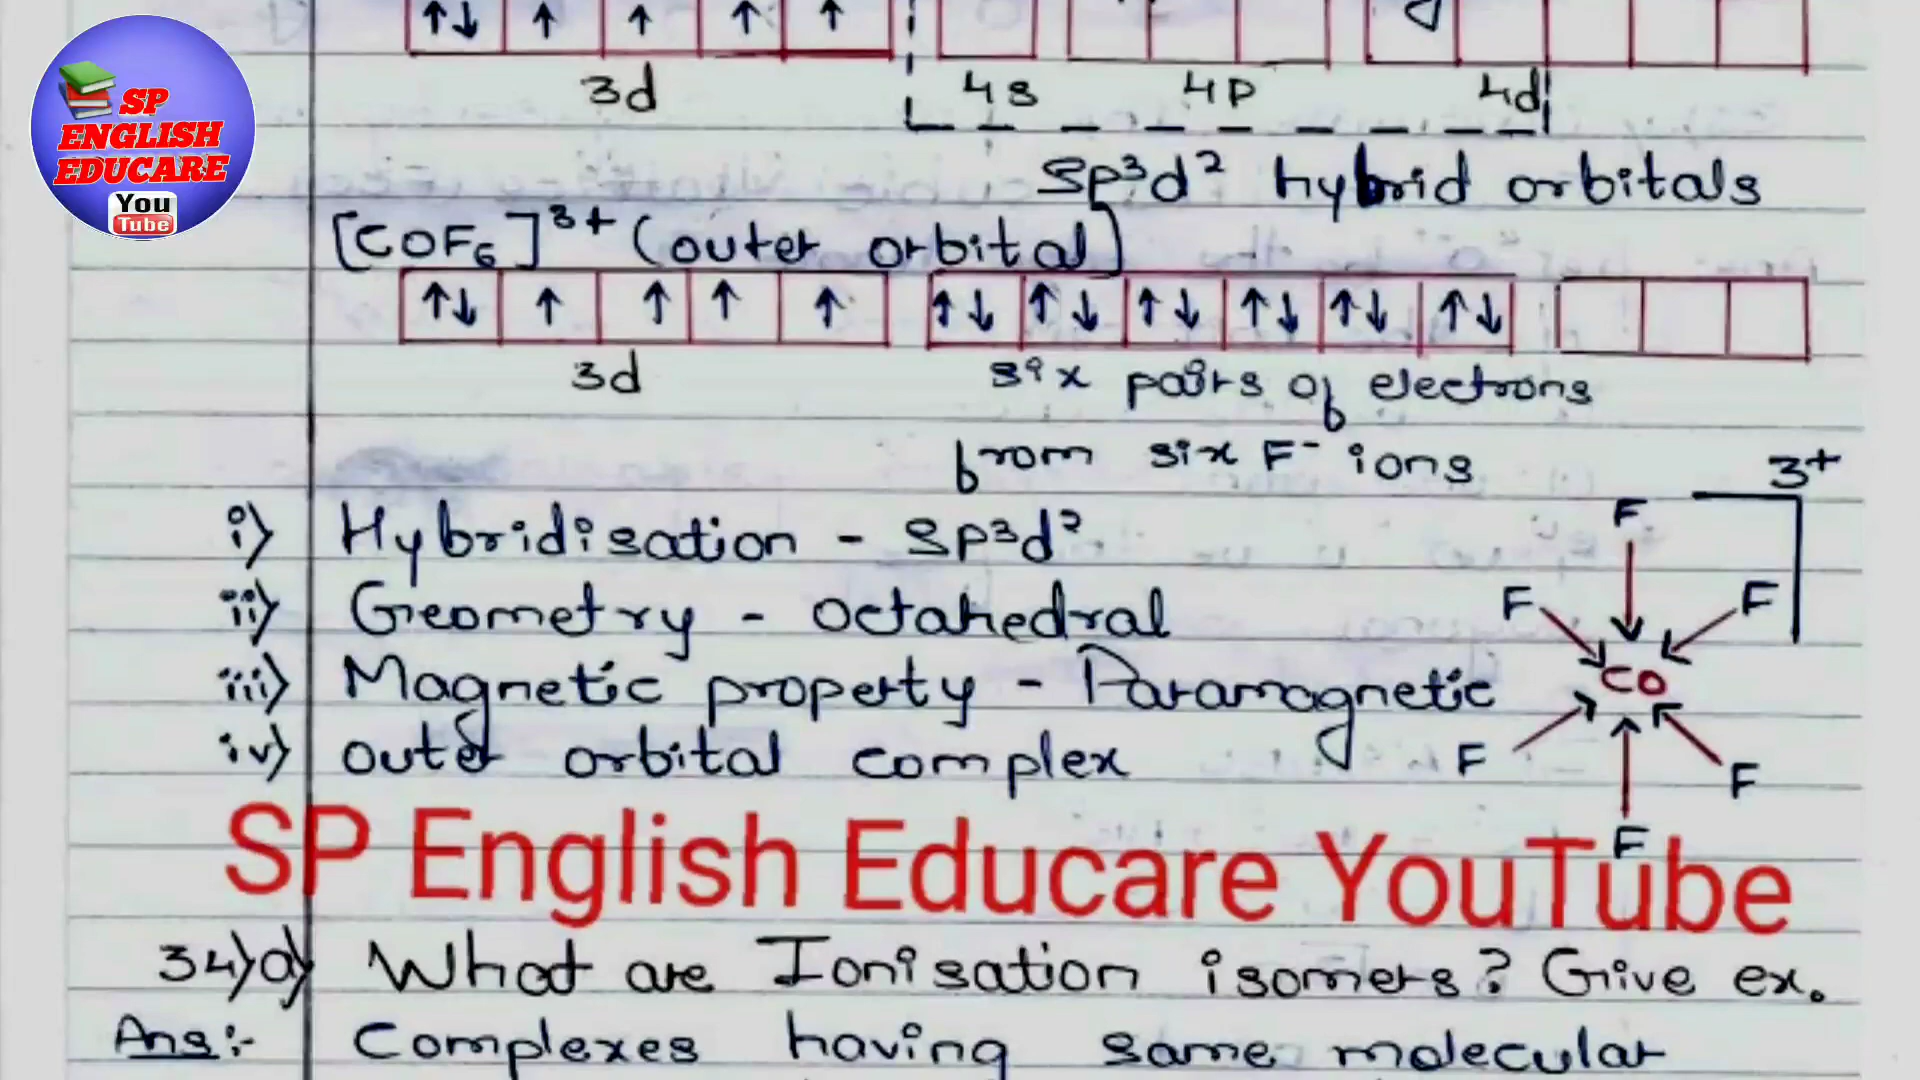 ↑↓ ↑ ↑ ↑ ↑
3d 4s 4p 4d
SP
ENGLISH
EDUCARE
You
Tube
sp³d² hybrid orbitals
[COF₆]³⁺ (outer orbital)
↑↓ ↑ ↑ ↑ ↑ ↑↓ ↑↓ ↑↓ ↑↓ ↑↓ ↑↓
3d six pairs of electrons
from six F⁻ ions
3+
F
F F
CO
F F
F
i) Hybridisation - sp³d²
ii) Geometry - octahedral
iii) Magnetic property - Paramagnetic
iv) outer orbital complex
SP English Educare YouTube
34)a) What are Ionisation isomers? Give ex.
Ans:- Complexes having same molecular